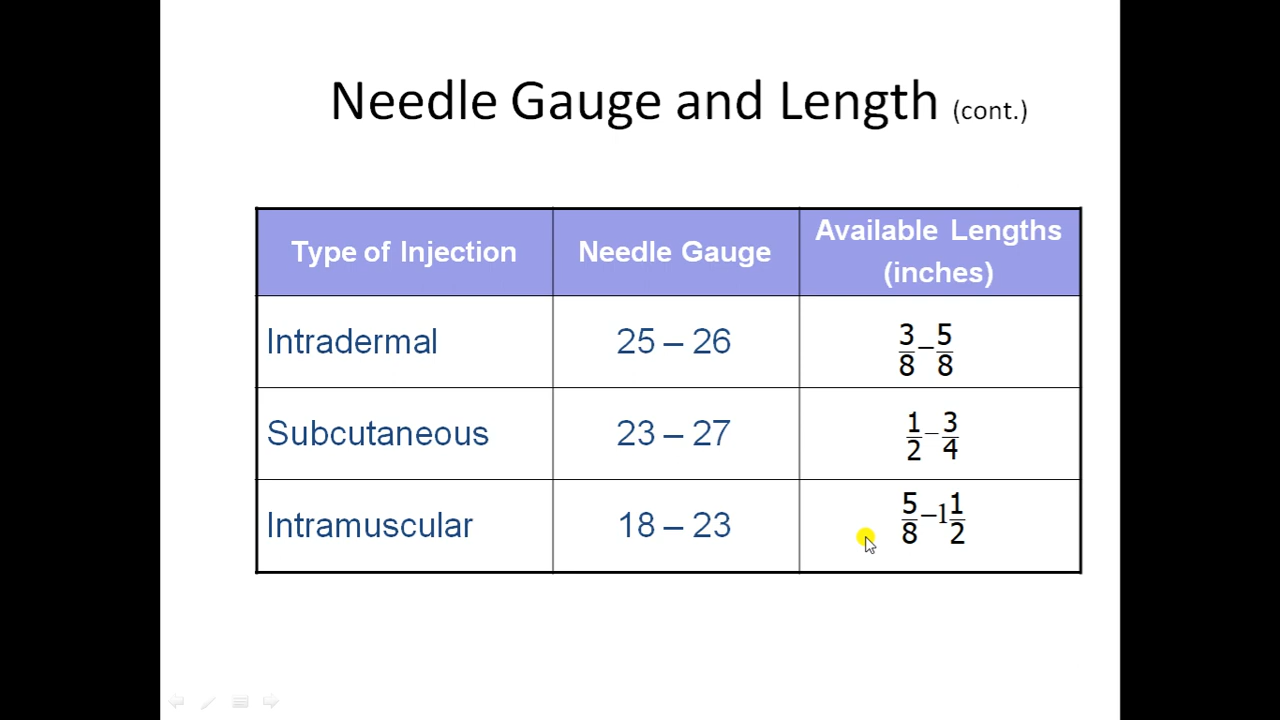 Needle Gauge and Length (cont.)
Type of Injection Needle Gauge Available Lengths (inches)
Intradermal 25 – 26 3/8 – 5/8
Subcutaneous 23 – 27 1/2 – 3/4
Intramuscular 18 – 23 5/8 – 1 1/2